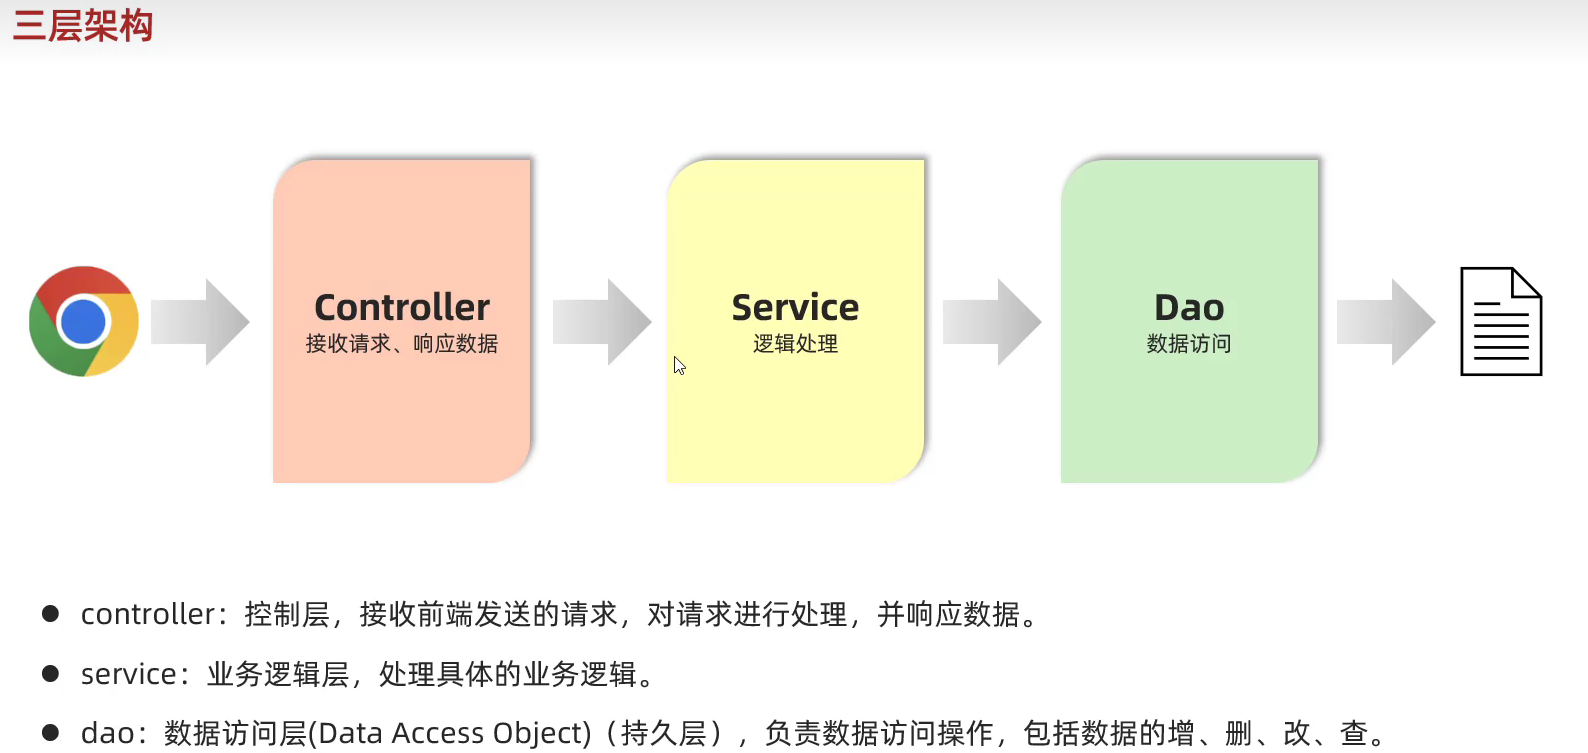 三层架构
Controller
接收请求、响应数据
Service
逻辑处理
Dao
数据访问
● controller：控制层，接收前端发送的请求，对请求进行处理，并响应数据。
● service：业务逻辑层，处理具体的业务逻辑。
● dao：数据访问层(Data Access Object)（持久层），负责数据访问操作，包括数据的增、删、改、查。